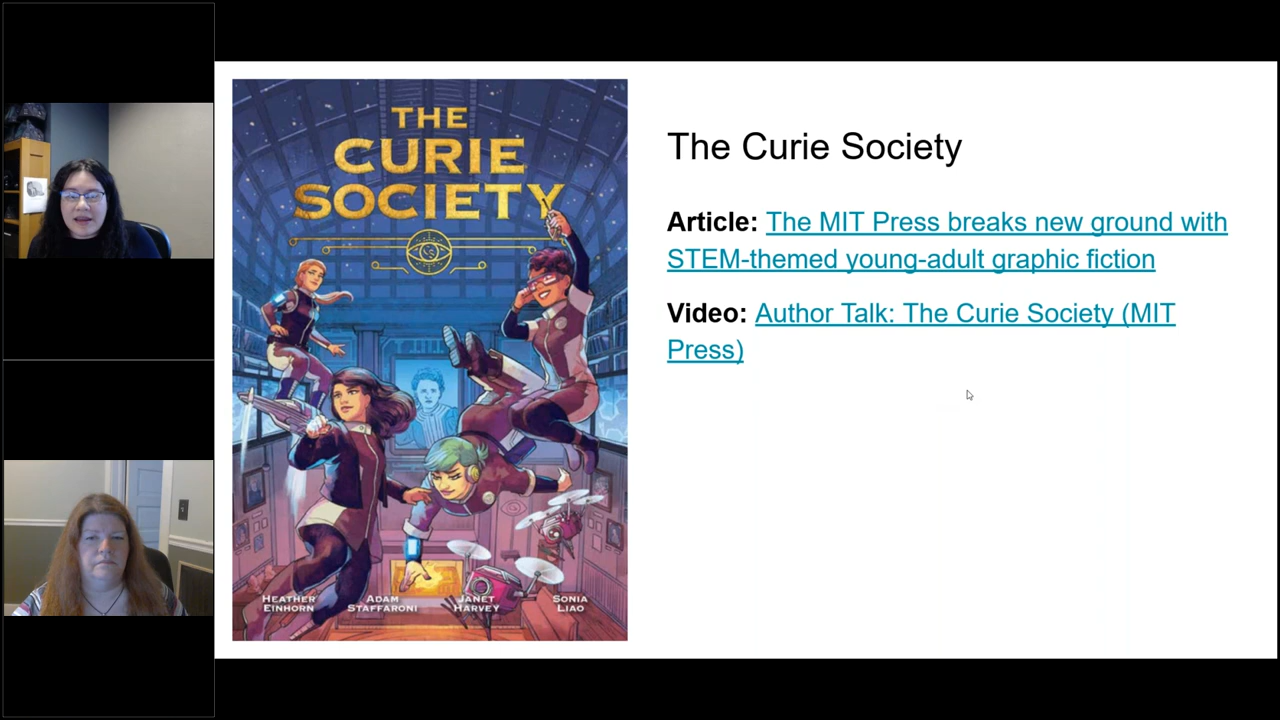 THE
CURIE
SOCIETY
HEATHER EINHORN
ADAM STAFFARONI
JANET HARVEY
SONIA LIAO
The Curie Society
Article: The MIT Press breaks new ground with
STEM-themed young-adult graphic fiction
Video: Author Talk: The Curie Society (MIT
Press)